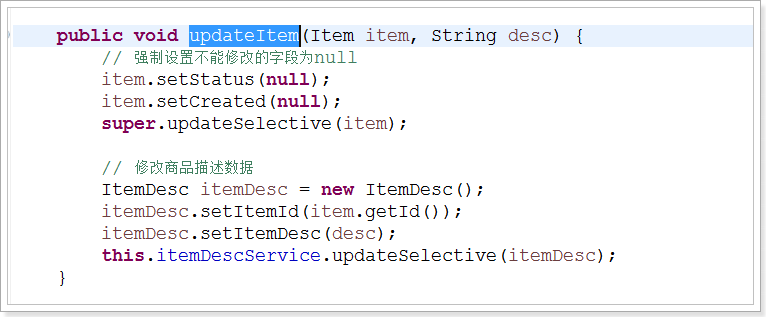 public void updateItem(Item item, String desc) {
// 强制设置不能修改的字段为null
item.setStatus(null);
item.setCreated(null);
super.updateSelective(item);
// 修改商品描述数据
ItemDesc itemDesc = new ItemDesc();
itemDesc.setItemId(item.getId());
itemDesc.setItemDesc(desc);
this.itemDescService.updateSelective(itemDesc);
}